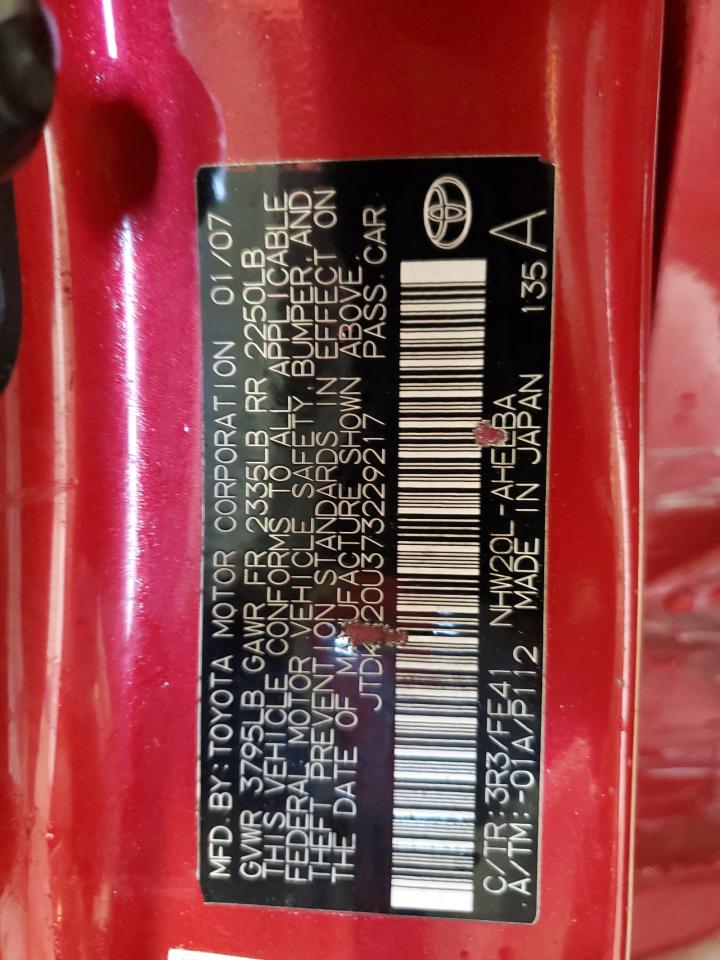 MFD. BY: TOYOTA MOTOR CORPORATION 01/07
GVWR 3795LB GAWR FR 2335LB RR 2250LB
THIS VEHICLE CONFORMS TO ALL APPLICABLE
FEDERAL MOTOR VEHICLE SAFETY, BUMPER, AND
THEFT PREVENTION STANDARDS IN EFFECT ON
THE DATE OF MANUFACTURE SHOWN ABOVE.
20U373229217 PASS. CAR
C/TR: 3R3/FE41 NHW20L-AHELBA
A/TM: -01A/P112 MADE IN JAPAN 135 A